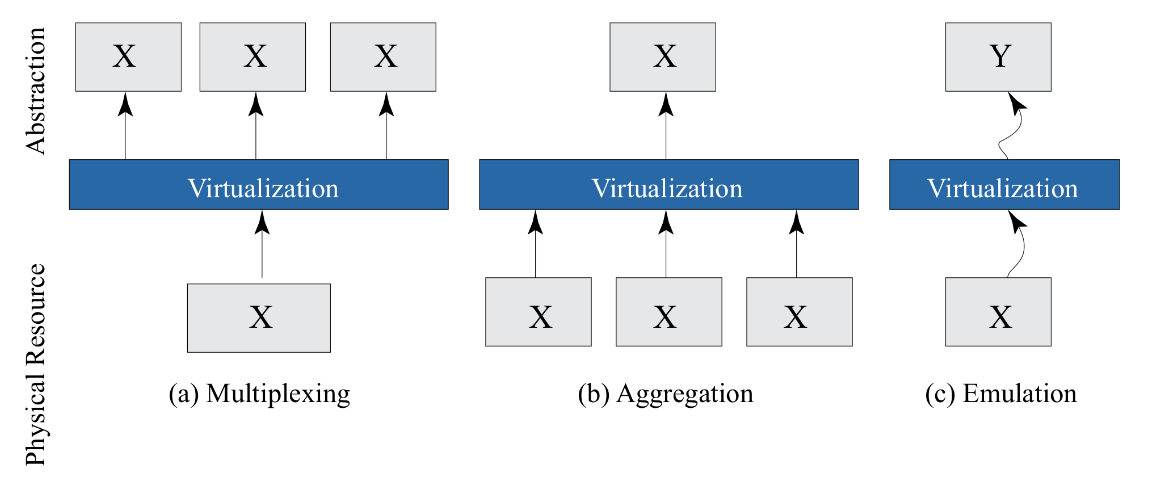 Abstraction
X X X
X
Y
Virtualization
Virtualization
Virtualization
Physical Resource
X
X X X
X
(a) Multiplexing
(b) Aggregation
(c) Emulation